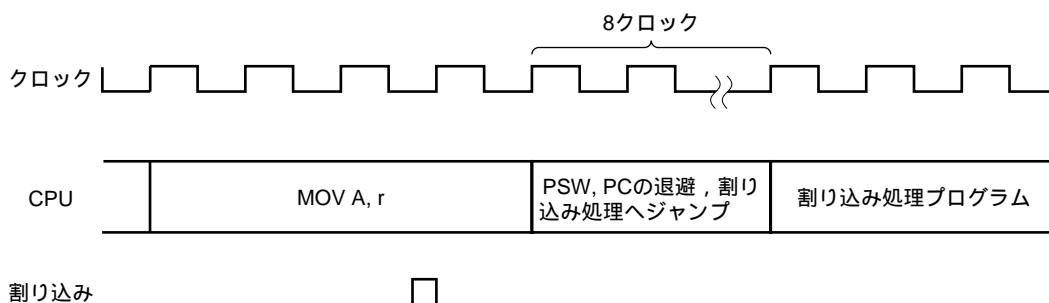 8クロック
クロック
CPU
MOV A, r
PSW, PCの退避，割り
込み処理へジャンプ
割り込み処理プログラム
割り込み